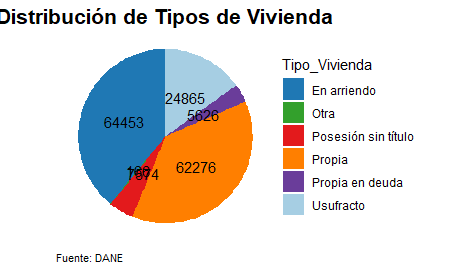 Distribución de Tipos de Vivienda
Tipo_Vivienda
En arriendo
Otra
Posesión sin título
Propia
Propia en deuda
Usufracto
24865
5626
64453
62276
Fuente: DANE